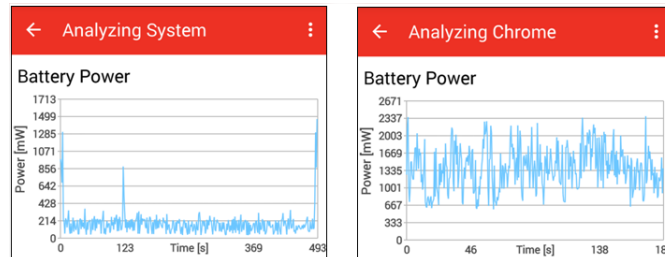 Analyzing System
Battery Power
1713
1499
1285
1071
856
642
428
214
0
Power [mW]
0 123 Time [s] 369 493
Analyzing Chrome
Battery Power
2671
2337
2003
1669
1335
1001
667
333
0
Power [mW]
0 46 Time [s] 138